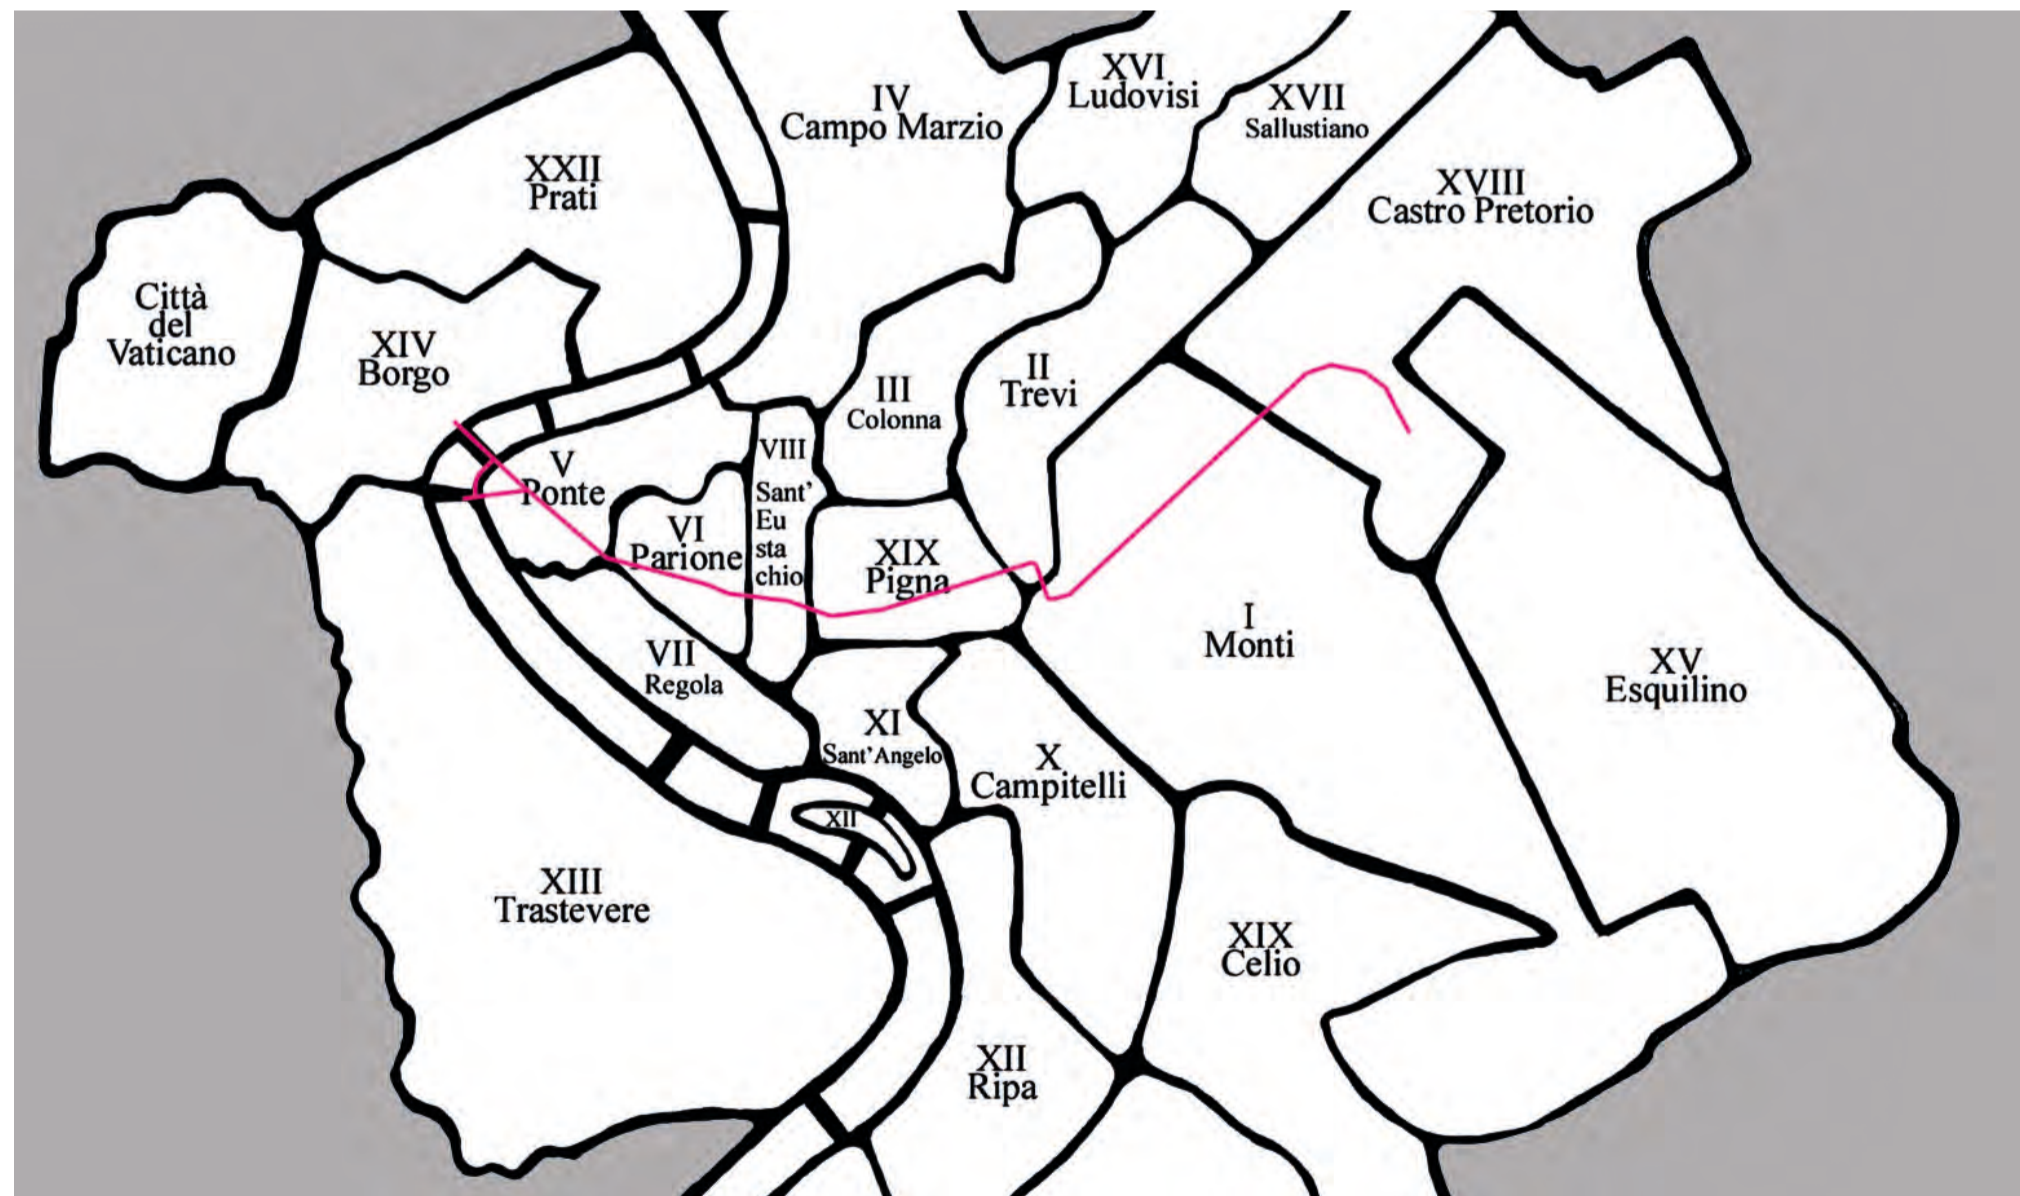 IV
Campo Marzio
XVI
Ludovisi
XVII
Sallustiano
XXII
Prati
XVIII
Castro Pretorio
Città
del
Vaticano
XIV
Borgo
III
Colonna
II
Trevi
V
Ponte
VIII
Sant'
Eu
sta
chio
VI
Parione
XIX
Pigna
I
Monti
XV
Esquilino
VII
Regola
XI
Sant'Angelo
X
Campitelli
XII
XIII
Trastevere
XIX
Celio
XII
Ripa